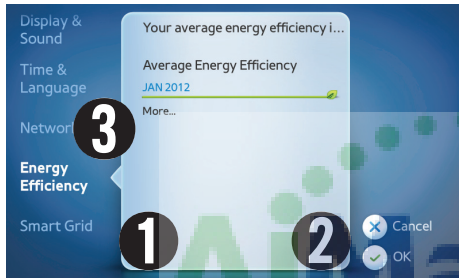 Display &
Sound
Time &
Language
Network
Energy
Efficiency
Smart Grid
Your average energy efficiency i...
Average Energy Efficiency
JAN 2012
More...
3
1
2
Cancel
OK